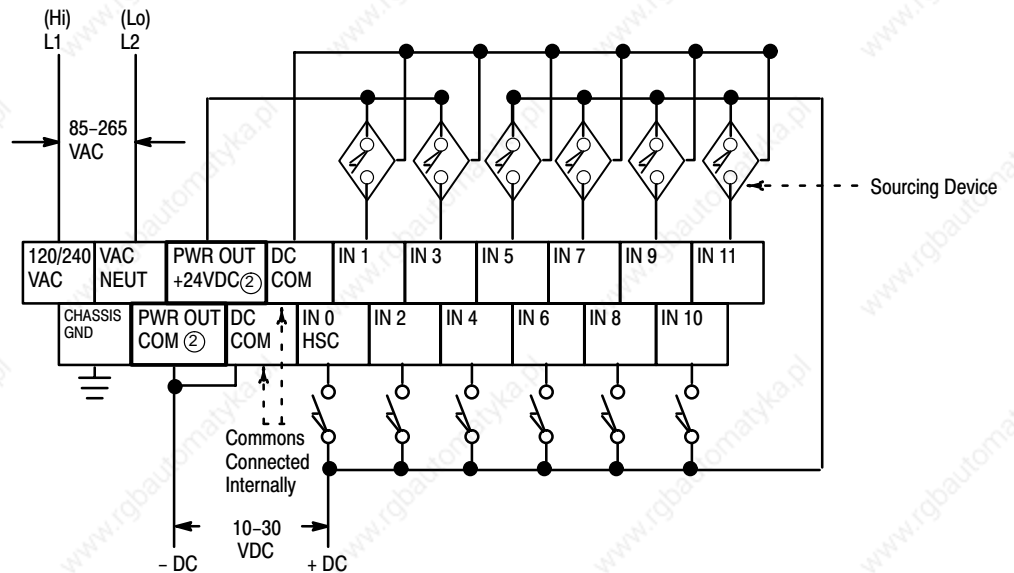 (Hi) (Lo)
L1 L2
85–265
VAC
Sourcing Device
120/240
VAC
VAC
NEUT
PWR OUT
+24VDC②
DC
COM
IN 1
IN 3
IN 5
IN 7
IN 9
IN 11
CHASSIS
GND
PWR OUT
COM ②
DC
COM
IN 0
HSC
IN 2
IN 4
IN 6
IN 8
IN 10
Commons
Connected
Internally
10–30
VDC
– DC + DC
www.rgbautomatyka.pl